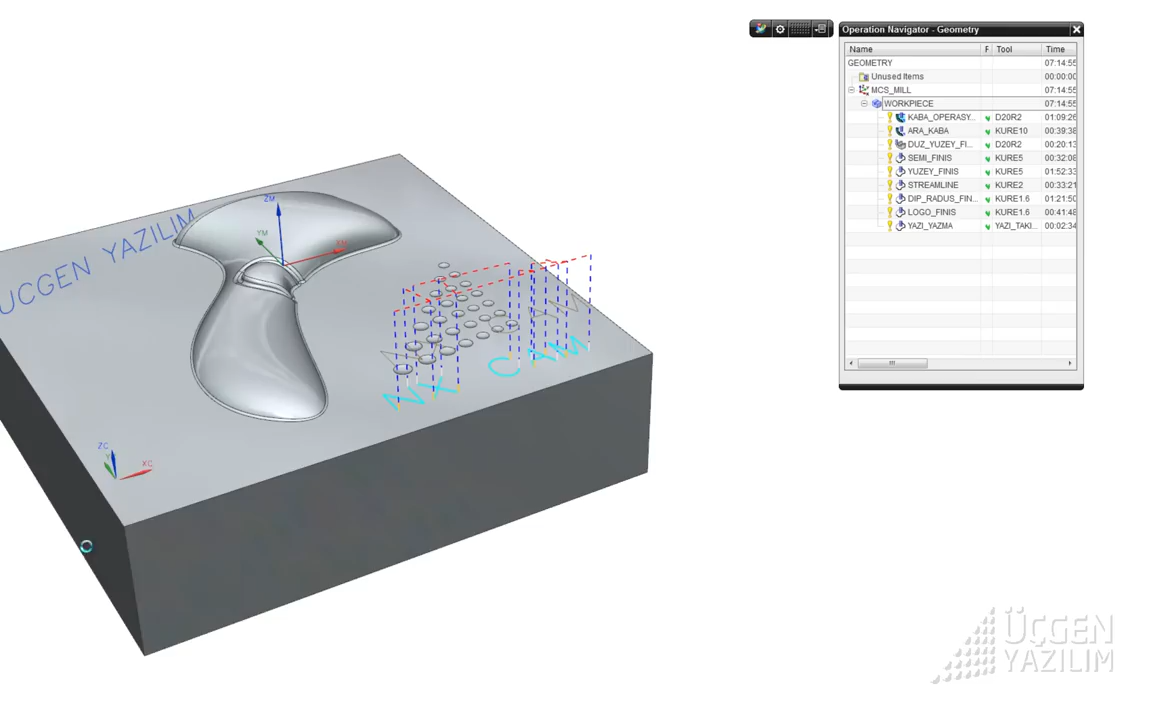 Operation Navigator - Geometry
Name F Tool Time
GEOMETRY 07:14:55
Unused Items 00:00:00
MCS_MILL 07:14:55
WORKPIECE 07:14:55
KABA_OPERASY... D20R2 01:09:26
ARA_KABA KURE10 00:39:38
DUZ_YUZEY_FI... D20R2 00:20:13
SEMI_FINIS KURE5 00:32:08
YUZEY_FINIS KURE5 01:52:33
STREAMLINE KURE2 00:33:21
DIP_RADUS_FIN... KURE1.6 01:21:50
LOGO_FINIS KURE1.6 00:41:48
YAZI_YAZMA YAZI_TAKI... 00:02:34
ÜÇGEN YAZILIM
ZM
YM
XM
NX CAM
ZC
Y
XC
ÜÇGEN
YAZILIM